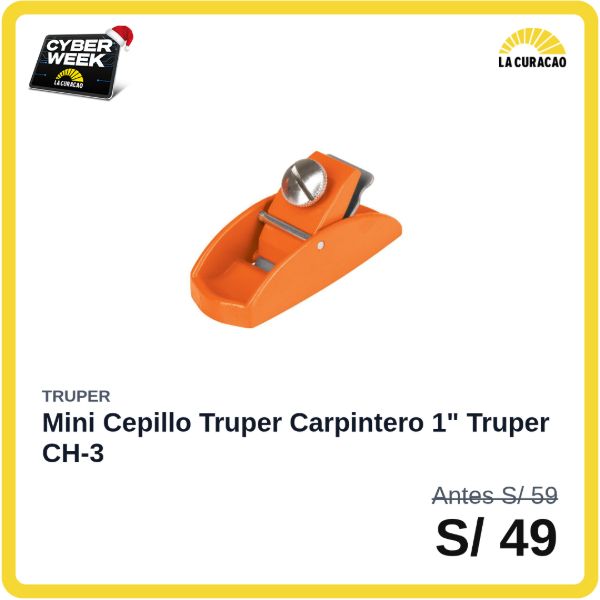 CYBER
WEEK
LA CURACAO
LA CURACAO
TRUPER
Mini Cepillo Truper Carpintero 1" Truper
CH-3
Antes S/ 59
S/ 49